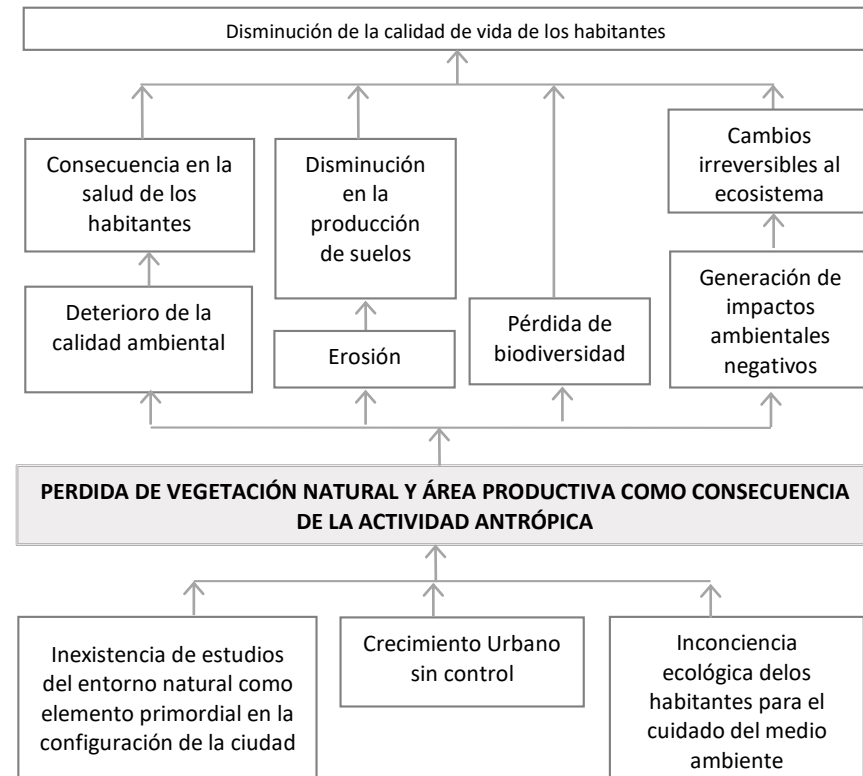 Disminución de la calidad de vida de los habitantes
Consecuencia en la
salud de los
habitantes
Disminución
en la
producción
de suelos
Cambios
irreversibles al
ecosistema
Deterioro de la
calidad ambiental
Erosión
Pérdida de
biodiversidad
Generación de
impactos
ambientales
negativos
PERDIDA DE VEGETACIÓN NATURAL Y ÁREA PRODUCTIVA COMO CONSECUENCIA
DE LA ACTIVIDAD ANTRÓPICA
Inexistencia de estudios
del entorno natural como
elemento primordial en la
configuración de la ciudad
Crecimiento Urbano
sin control
Inconciencia
ecológica delos
habitantes para el
cuidado del medio
ambiente